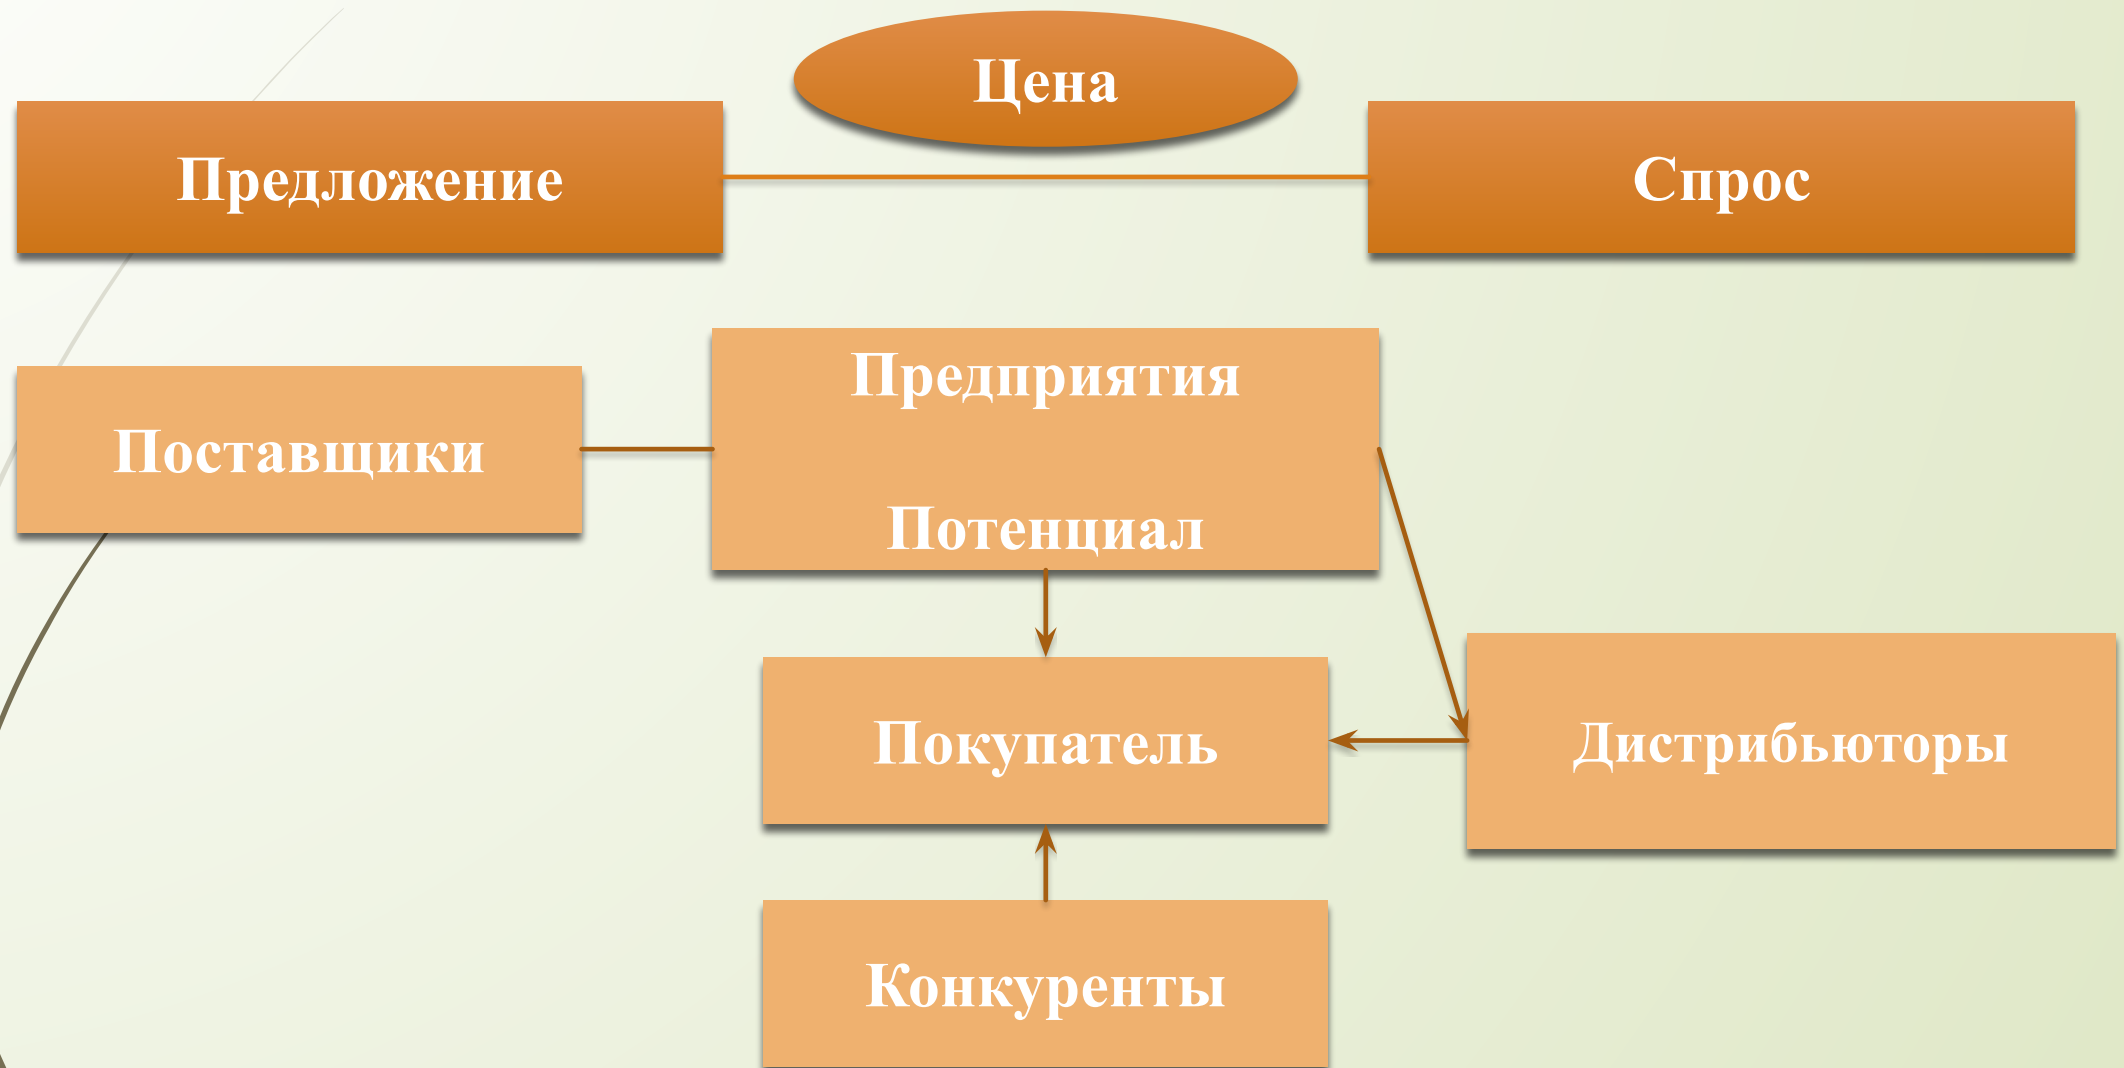 Цена
Предложение
Спрос
Предприятия
Поставщики
Потенциал
Покупатель
Дистрибьюторы
Конкуренты